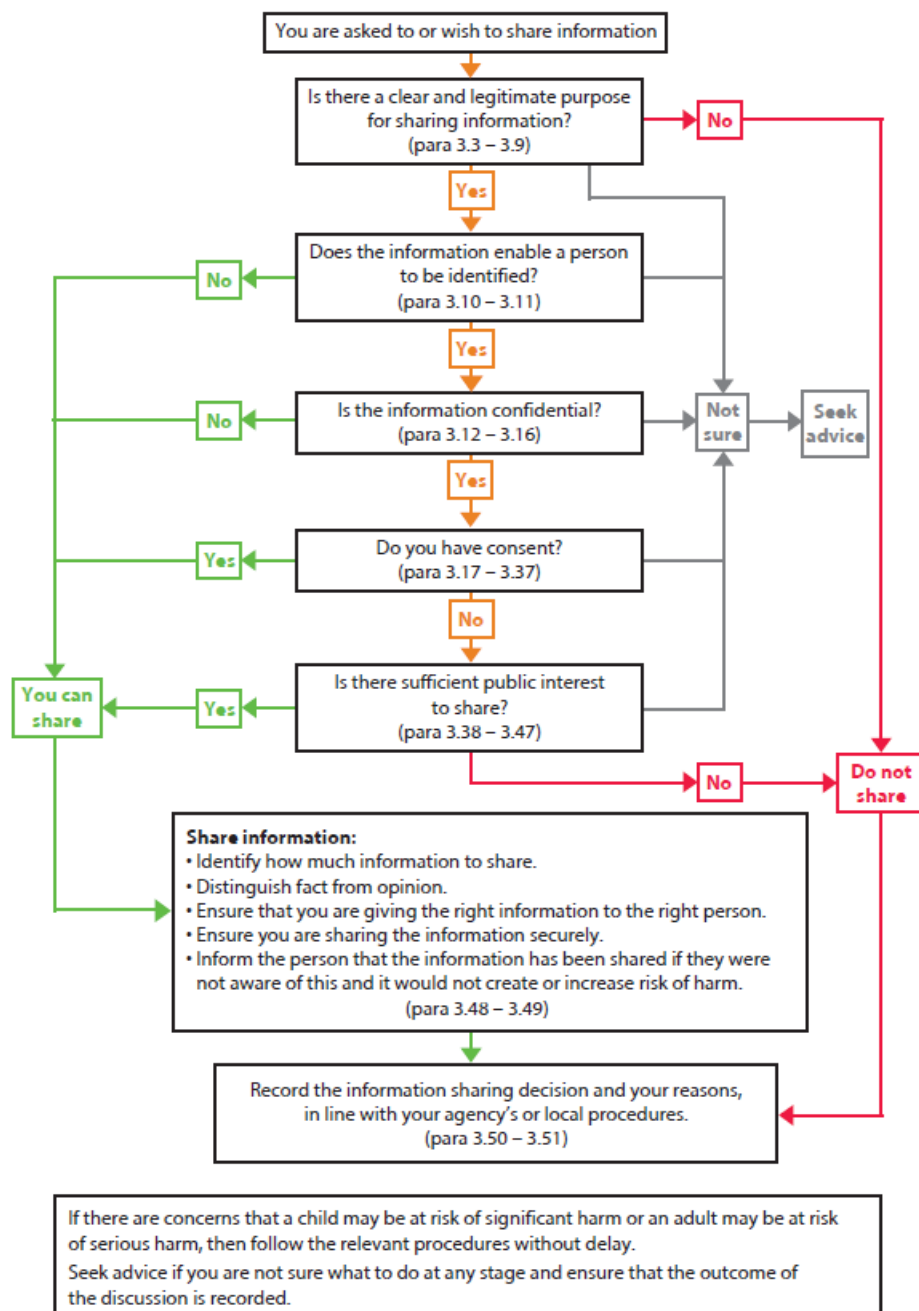 You are asked to or wish to share information
Is there a clear and legitimate purpose
for sharing information?
(para 3.3 – 3.9)
No
Yes
Does the information enable a person
to be identified?
(para 3.10 – 3.11)
No
Yes
Is the information confidential?
(para 3.12 – 3.16)
No
Not
sure
Seek
advice
Yes
Do you have consent?
(para 3.17 – 3.37)
Yes
No
Is there sufficient public interest
to share?
(para 3.38 – 3.47)
Yes
You can
share
No
Do not
share
Share information:
• Identify how much information to share.
• Distinguish fact from opinion.
• Ensure that you are giving the right information to the right person.
• Ensure you are sharing the information securely.
• Inform the person that the information has been shared if they were
not aware of this and it would not create or increase risk of harm.
(para 3.48 – 3.49)
Record the information sharing decision and your reasons,
in line with your agency's or local procedures.
(para 3.50 – 3.51)
If there are concerns that a child may be at risk of significant harm or an adult may be at risk
of serious harm, then follow the relevant procedures without delay.
Seek advice if you are not sure what to do at any stage and ensure that the outcome of
the discussion is recorded.